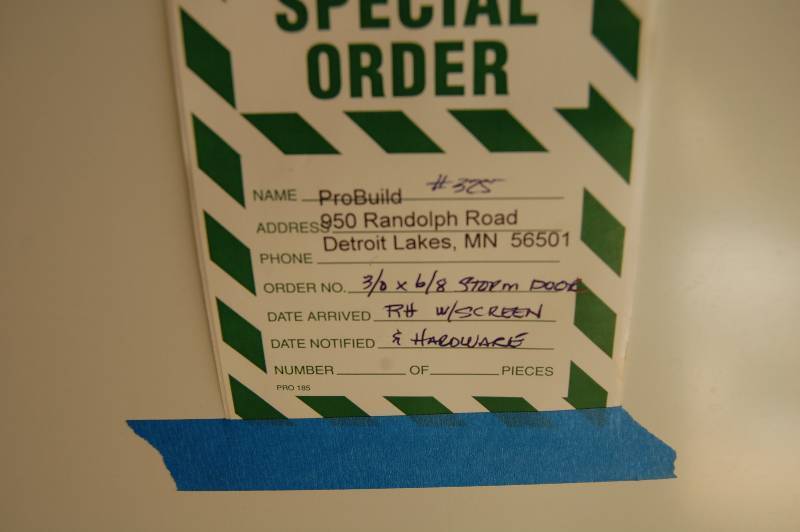 SPECIAL
ORDER
NAME ProBuild #375
ADDRESS 950 Randolph Road
Detroit Lakes, MN 56501
PHONE
ORDER NO. 3/0 x 6/8 STORM DOOR
DATE ARRIVED RH W/SCREEN
DATE NOTIFIED & HARDWARE
NUMBER OF PIECES
PRO 185